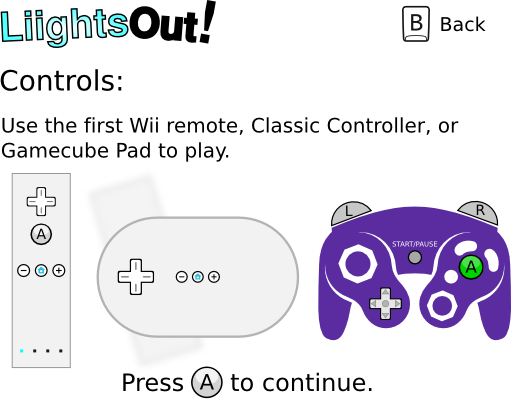 LiightsOut!
B Back
Controls:
Use the first Wii remote, Classic Controller, or
Gamecube Pad to play.
L
R
START/PAUSE
A
A
Press A to continue.